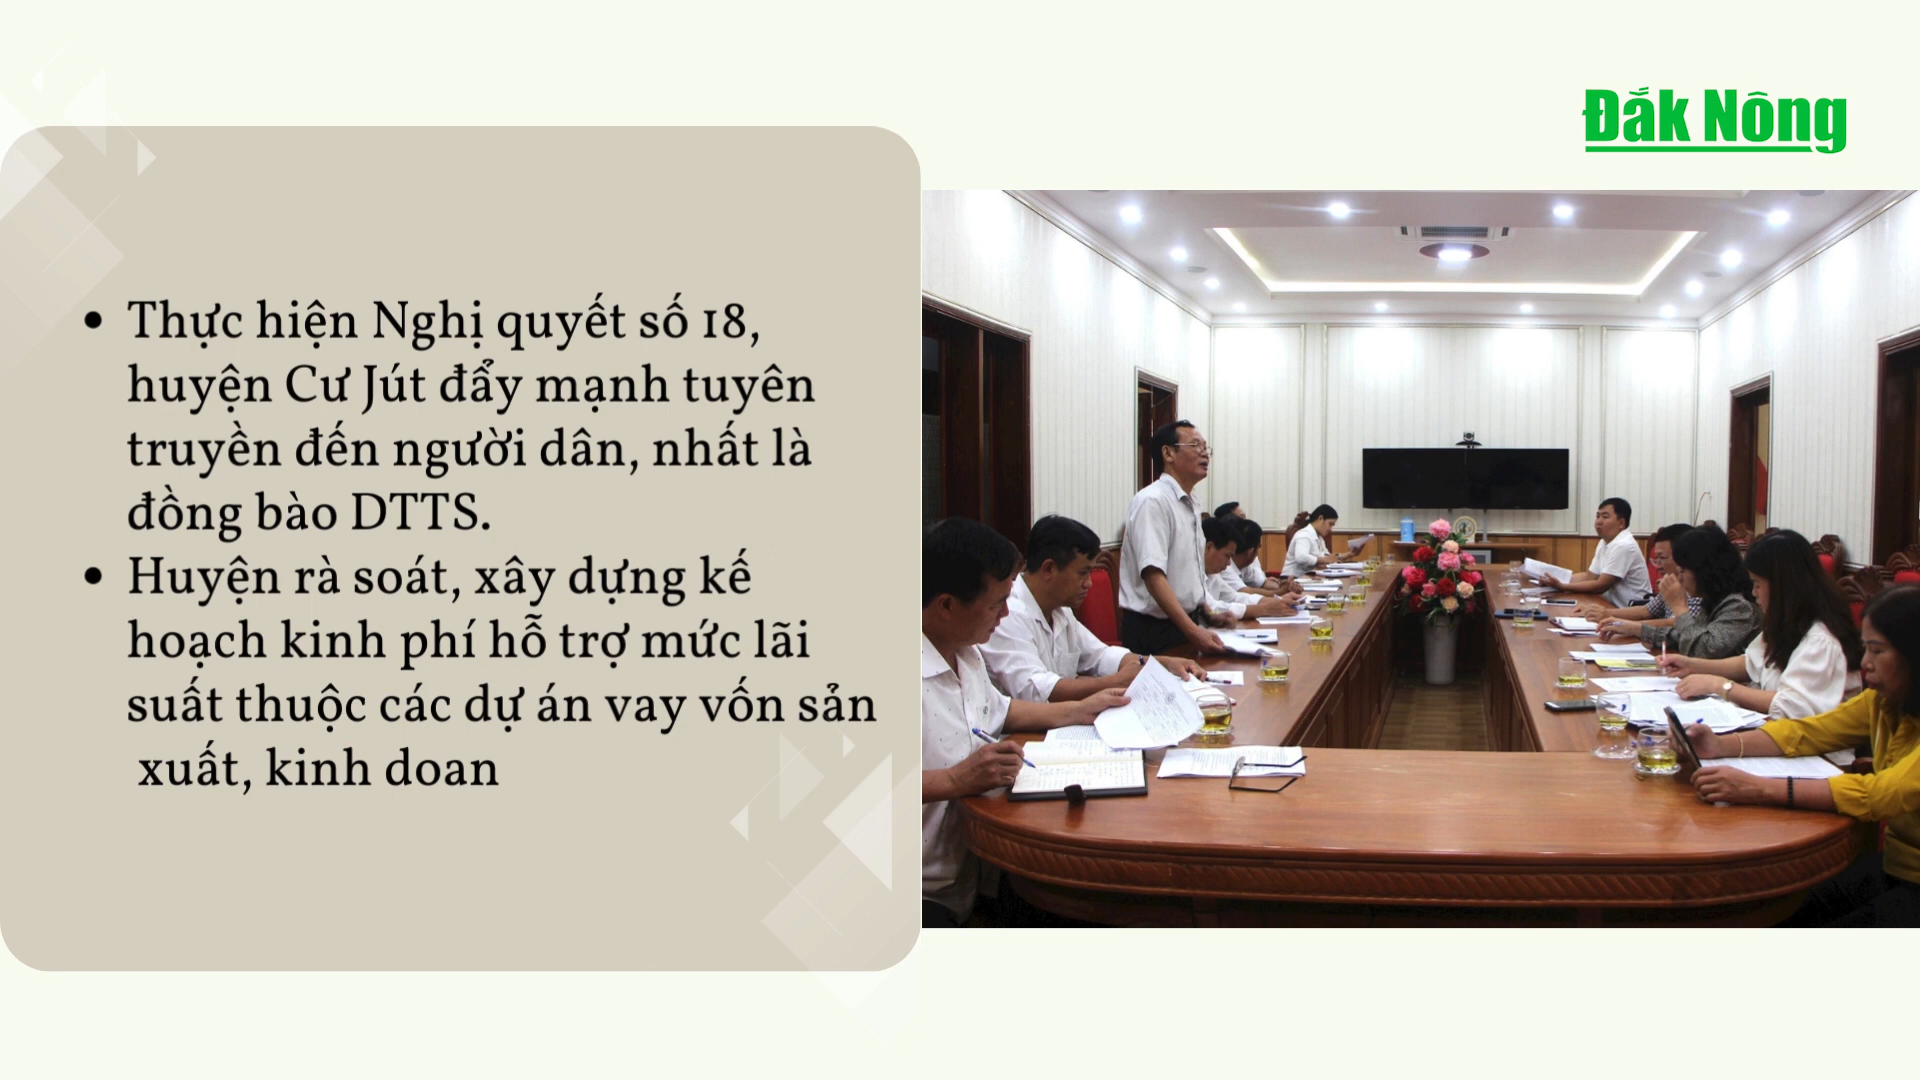 Đắk Nông
• Thực hiện Nghị quyết số 18,
huyện Cư Jút đẩy mạnh tuyên
truyền đến người dân, nhất là
đồng bào DTTS.
• Huyện rà soát, xây dựng kế
hoạch kinh phí hỗ trợ mức lãi
suất thuộc các dự án vay vốn sản
xuất, kinh doan